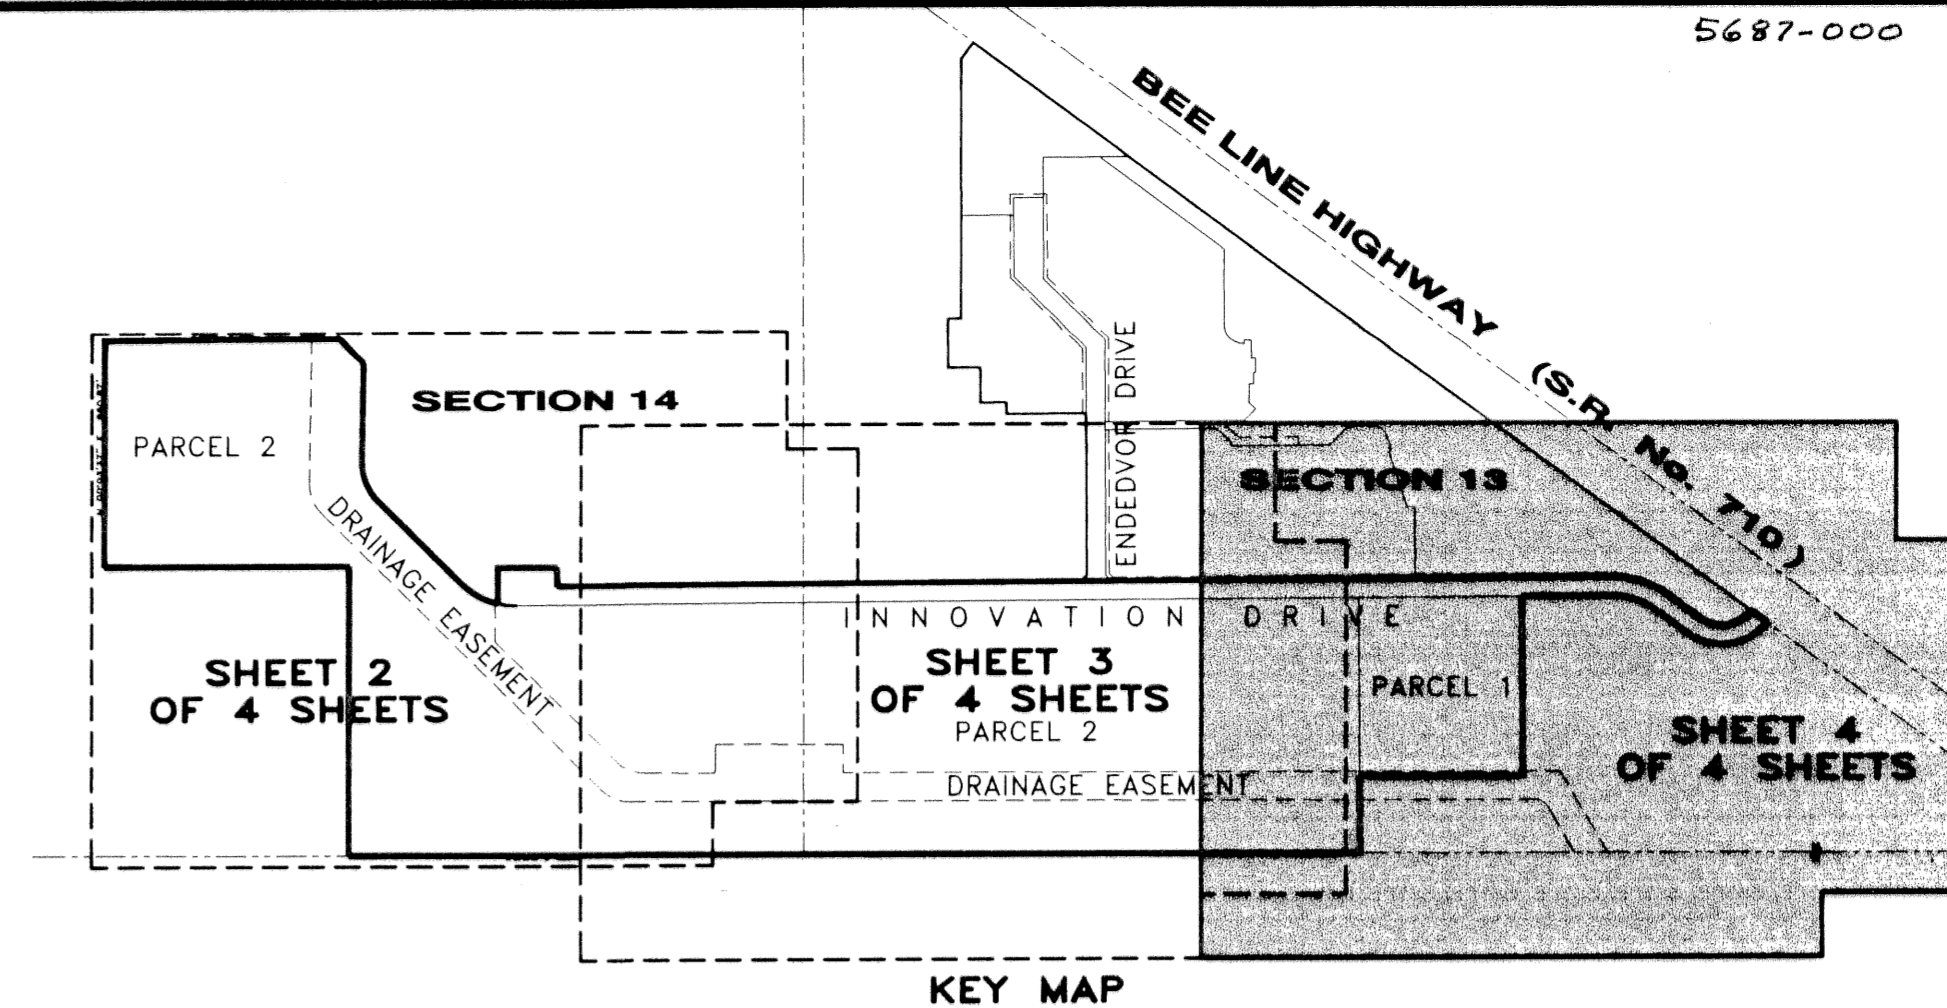 5687-000
BEE LINE HIGHWAY (S.R. No. 710)
SECTION 14
PARCEL 2
ENDEDVOR DRIVE
SECTION 13
DRAINAGE EASEMENT
INNOVATION DRIVE
SHEET 2
OF 4 SHEETS
SHEET 3
OF 4 SHEETS
PARCEL 2
PARCEL 1
SHEET 4
OF 4 SHEETS
DRAINAGE EASEMENT
KEY MAP